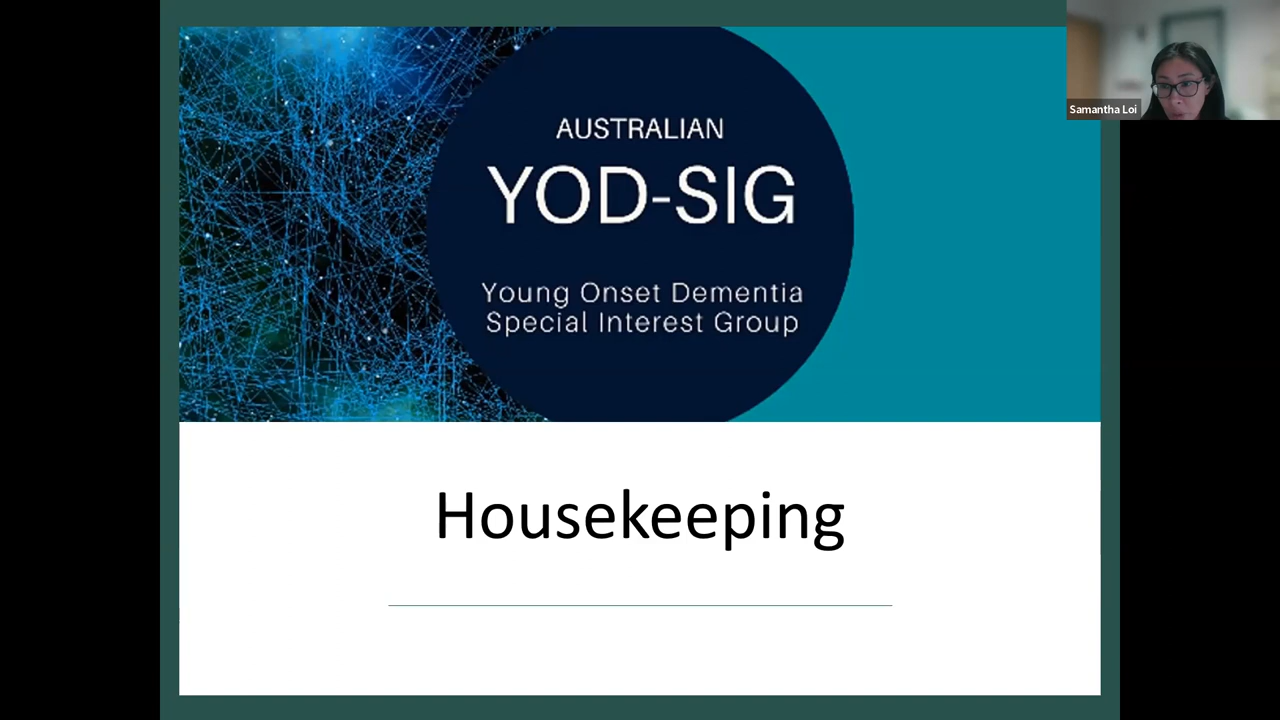 AUSTRALIAN
YOD-SIG
Young Onset Dementia
Special Interest Group
Samantha Loi
Housekeeping